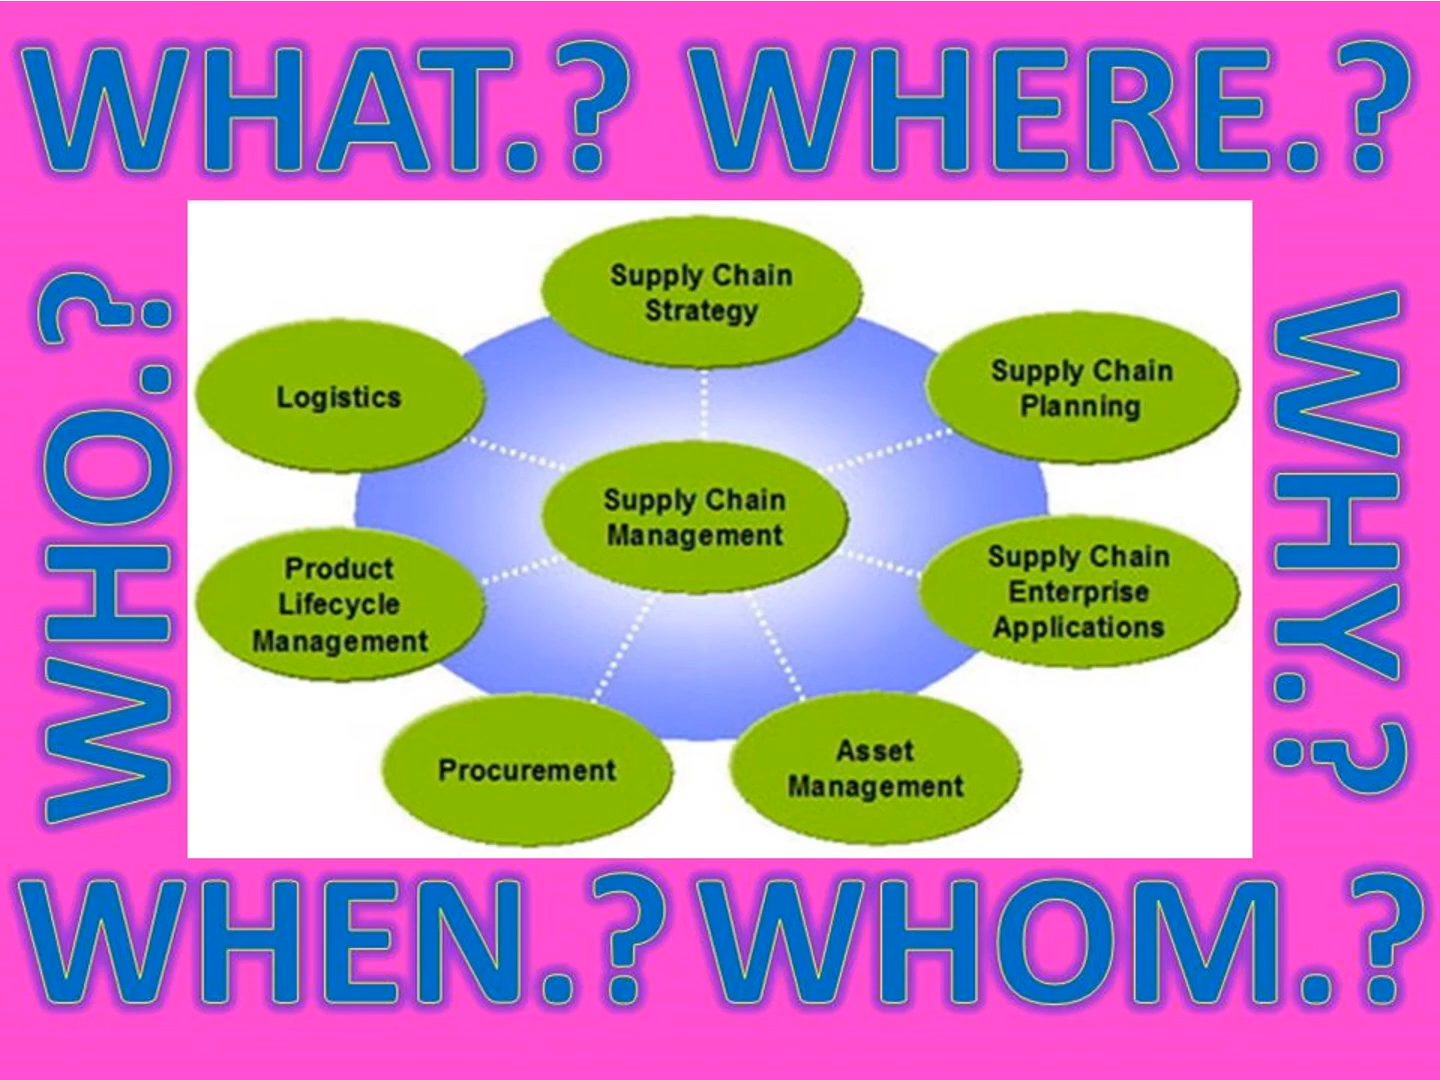 WHAT.? WHERE.?
WHO.?
WHY.?
Supply Chain
Strategy
Logistics
Supply Chain
Planning
Supply Chain
Management
Product
Lifecycle
Management
Supply Chain
Enterprise
Applications
Procurement
Asset
Management
WHEN.? WHOM.?